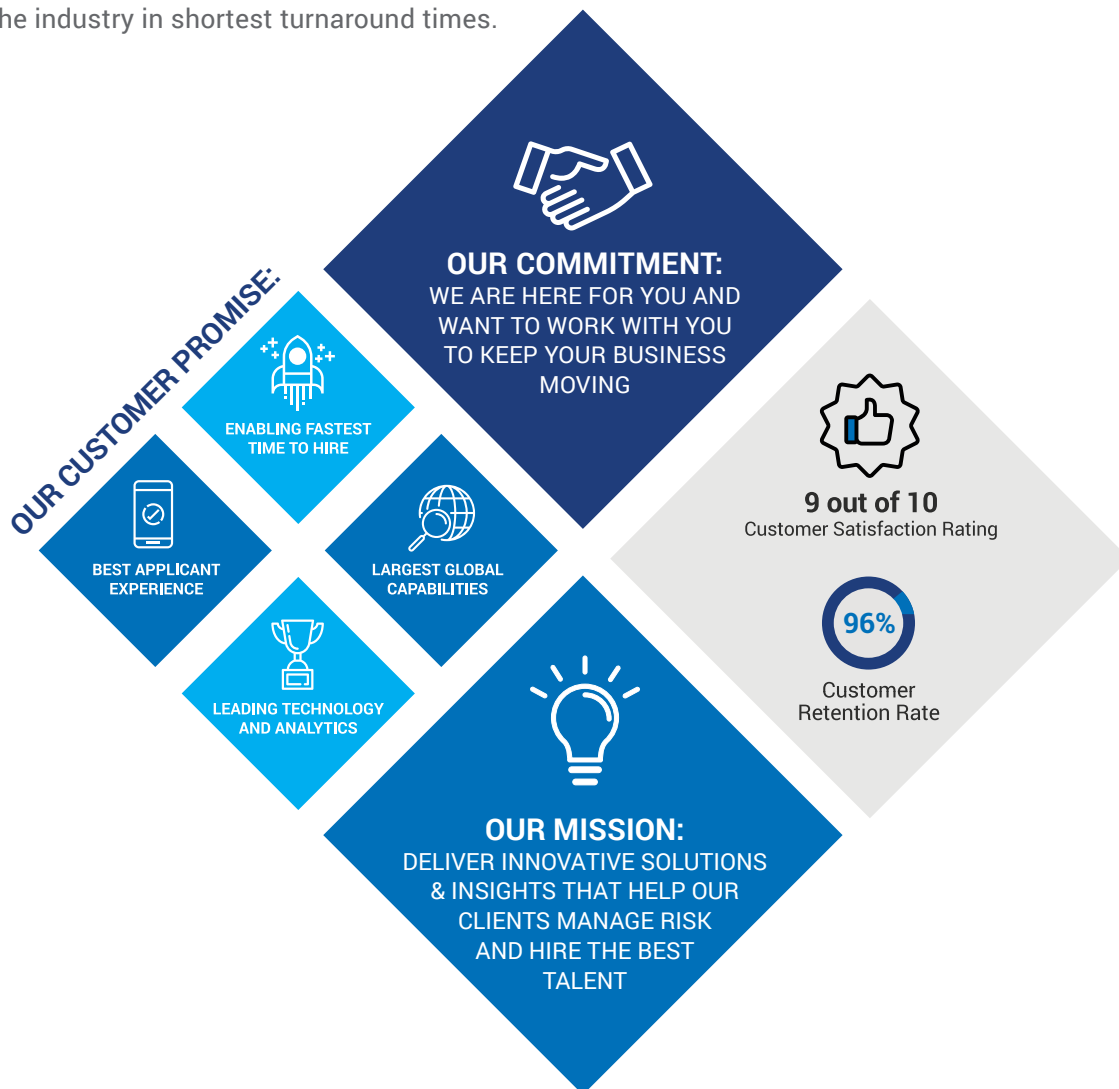 he industry in shortest turnaround times.
OUR COMMITMENT:
WE ARE HERE FOR YOU AND
WANT TO WORK WITH YOU
TO KEEP YOUR BUSINESS
MOVING
OUR CUSTOMER PROMISE:
ENABLING FASTEST
TIME TO HIRE
BEST APPLICANT
EXPERIENCE
LARGEST GLOBAL
CAPABILITIES
LEADING TECHNOLOGY
AND ANALYTICS
9 out of 10
Customer Satisfaction Rating
96%
Customer
Retention Rate
OUR MISSION:
DELIVER INNOVATIVE SOLUTIONS
& INSIGHTS THAT HELP OUR
CLIENTS MANAGE RISK
AND HIRE THE BEST
TALENT